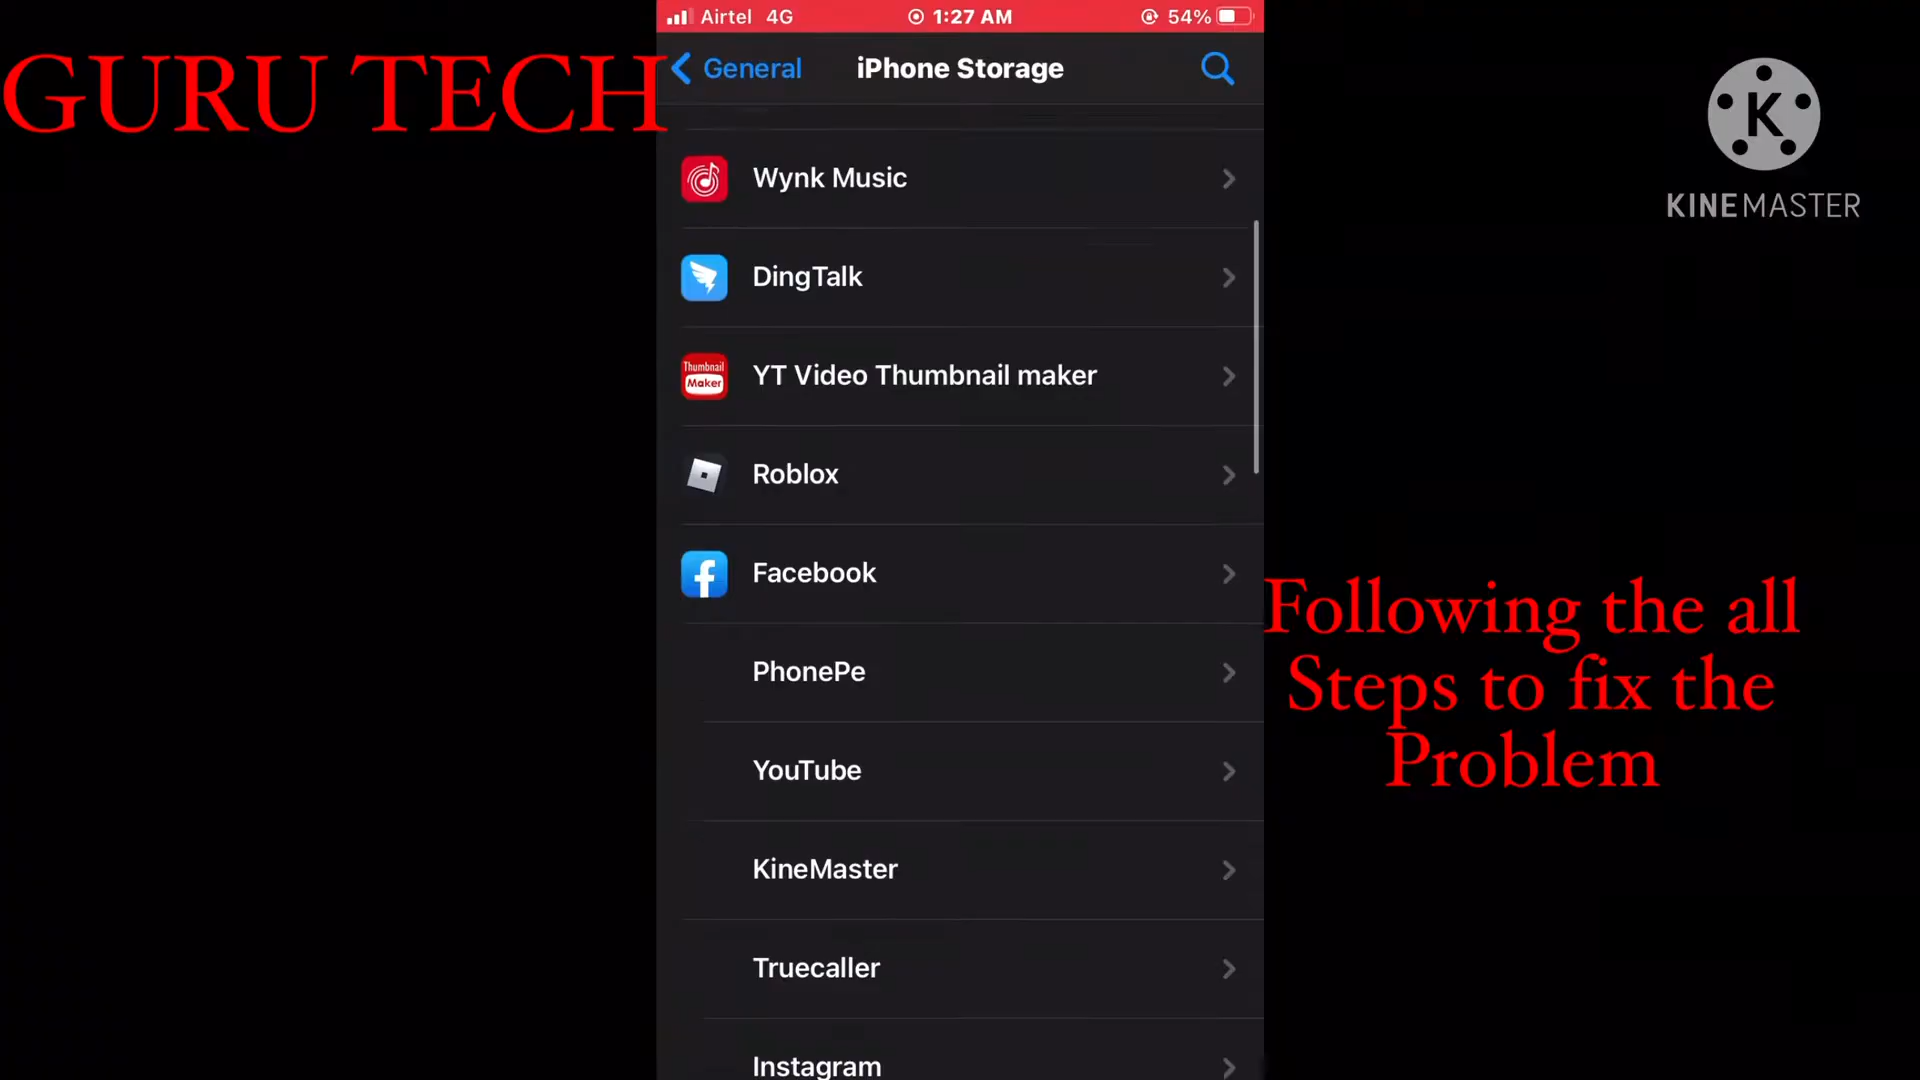 Airtel 4G 1:27 AM 54%
GURU TECH
General iPhone Storage
K
KINEMASTER
Wynk Music
DingTalk
Thumbnail
Maker
YT Video Thumbnail maker
Roblox
Facebook
PhonePe
YouTube
KineMaster
Truecaller
Instagram
Following the all
Steps to fix the
Problem